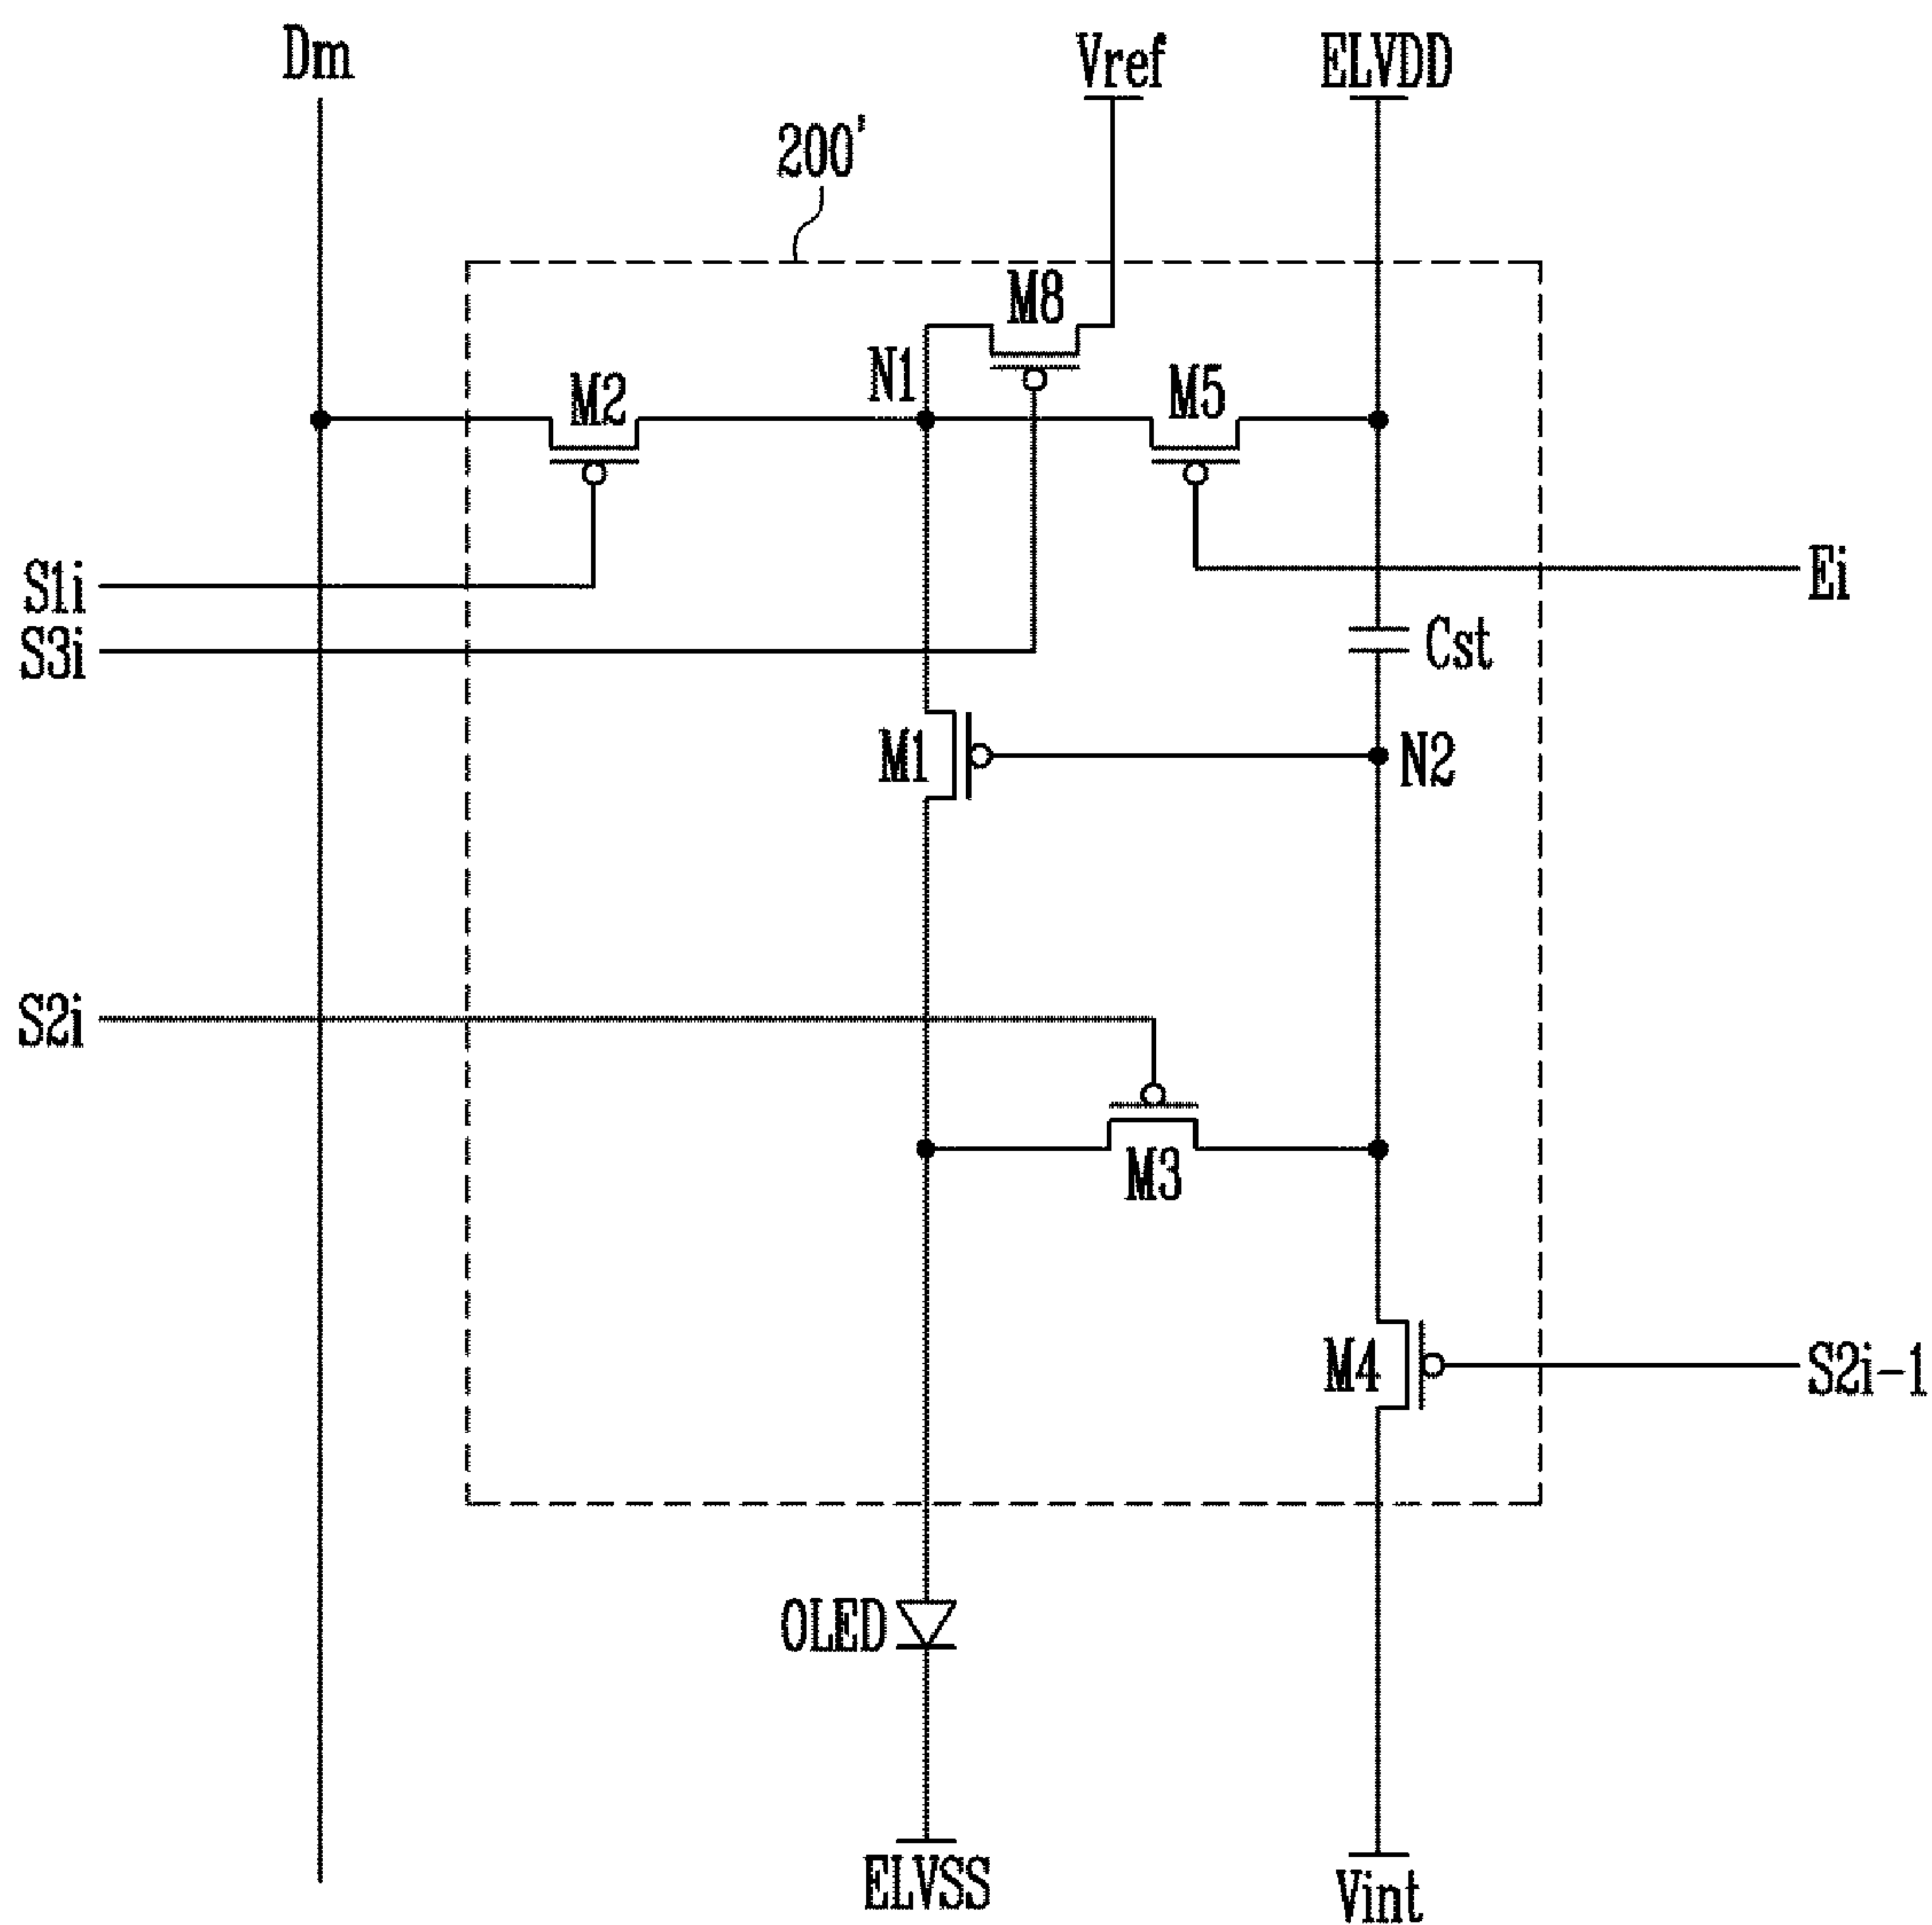 Dm
Vref
ELVDD
200'
M8
N1
M2
M5
S1i
Ei
S3i
Cst
M1
N2
S2i
M3
M4
S2i-1
OLED
ELVSS
Vint